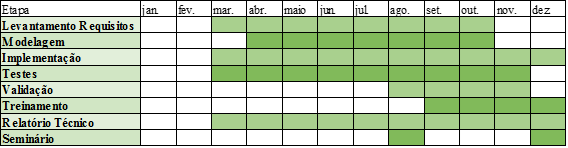 Etapa jan. fev. mar. abr. maio jun. jul. ago. set. out. nov. dez
Levantamento Requisitos
Modelagem
Implementação
Testes
Validação
Treinamento
Relatório Técnico
Seminário